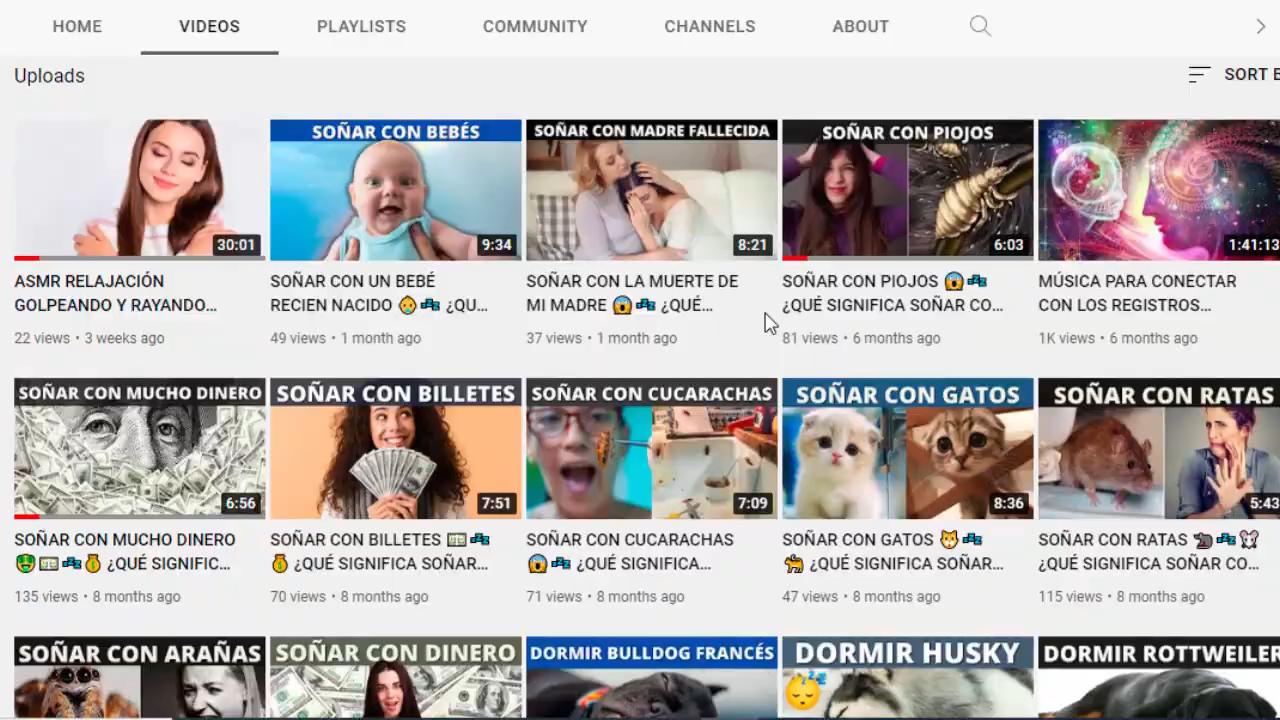 HOME VIDEOS PLAYLISTS COMMUNITY CHANNELS ABOUT
Uploads
SORT B
30:01
SOÑAR CON BEBÉS
9:34
SOÑAR CON MADRE FALLECIDA
8:21
SOÑAR CON PIOJOS
6:03
1:41:13
ASMR RELAJACIÓN
GOLPEANDO Y RAYANDO...
22 views • 3 weeks ago
SOÑAR CON UN BEBÉ
RECIEN NACIDO 👶💤 ¿QU...
49 views • 1 month ago
SOÑAR CON LA MUERTE DE
MI MADRE 😱💤 ¿QUÉ...
37 views • 1 month ago
SOÑAR CON PIOJOS 😱💤
¿QUÉ SIGNIFICA SOÑAR CO...
81 views • 6 months ago
MÚSICA PARA CONECTAR
CON LOS REGISTROS...
1K views • 6 months ago
SOÑAR CON MUCHO DINERO
6:56
SOÑAR CON BILLETES
7:51
SOÑAR CON CUCARACHAS
7:09
SOÑAR CON GATOS
8:36
SOÑAR CON RATAS
5:43
SOÑAR CON MUCHO DINERO
🤑💵💤💰 ¿QUÉ SIGNIFIC...
135 views • 8 months ago
SOÑAR CON BILLETES 💵💤
💰 ¿QUÉ SIGNIFICA SOÑAR...
70 views • 8 months ago
SOÑAR CON CUCARACHAS
😱💤 ¿QUÉ SIGNIFICA...
71 views • 8 months ago
SOÑAR CON GATOS 🐱💤
🐈 ¿QUÉ SIGNIFICA SOÑAR...
47 views • 8 months ago
SOÑAR CON RATAS 🐀💤🐭
¿QUÉ SIGNIFICA SOÑAR CO...
115 views • 8 months ago
SOÑAR CON ARAÑAS
SOÑAR CON DINERO
DORMIR BULLDOG FRANCÉS
DORMIR HUSKY
DORMIR ROTTWEILER